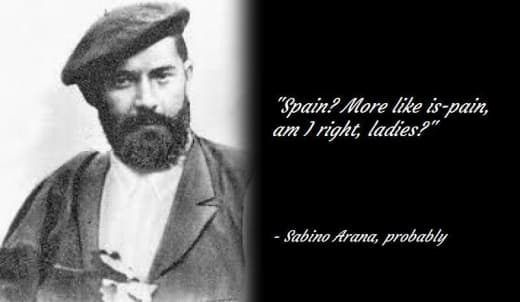 "Spain? More like is-pain,
am I right, ladies?"
- Sabino Arana, probably